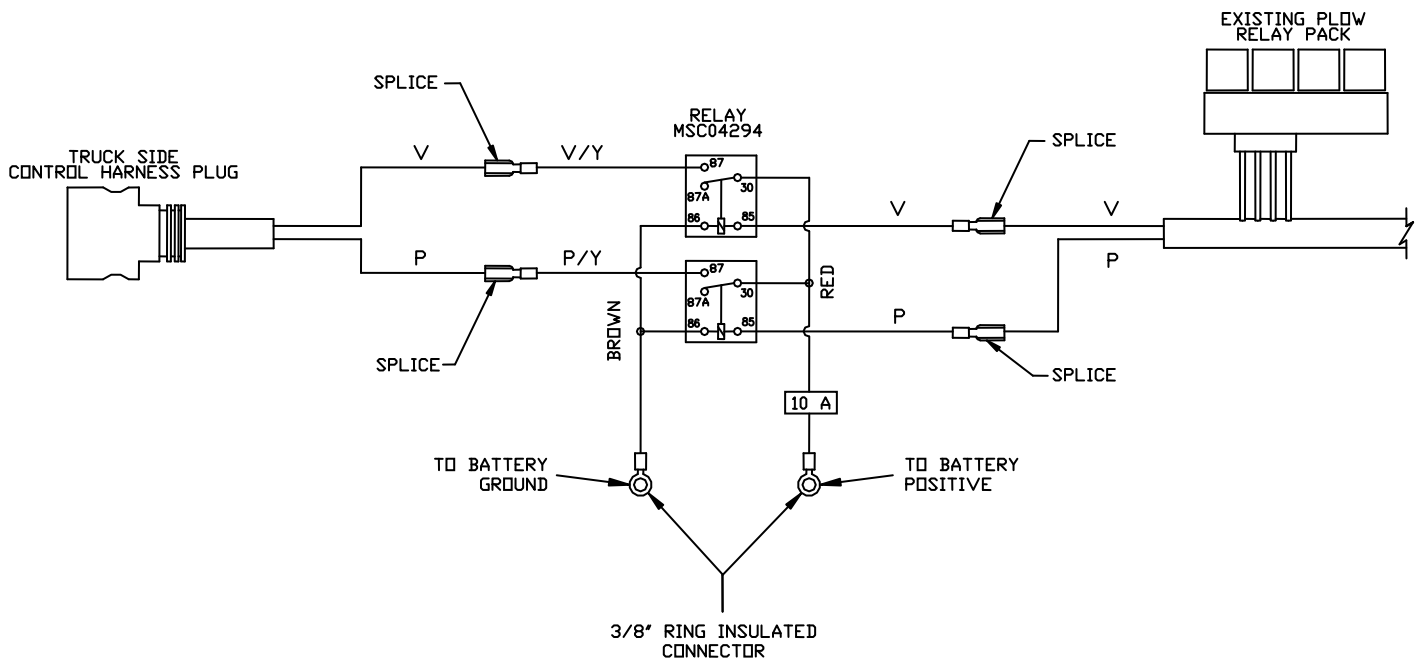 EXISTING PLOW
RELAY PACK
SPLICE
RELAY
MSC04294
SPLICE
TRUCK SIDE
CONTROL HARNESS PLUG
V
V/Y
87
87A
30
86
85
V
V
P
P/Y
87
87A
30
86
85
RED
P
P
BROWN
SPLICE
SPLICE
10 A
TO BATTERY
GROUND
TO BATTERY
POSITIVE
3/8" RING INSULATED
CONNECTOR